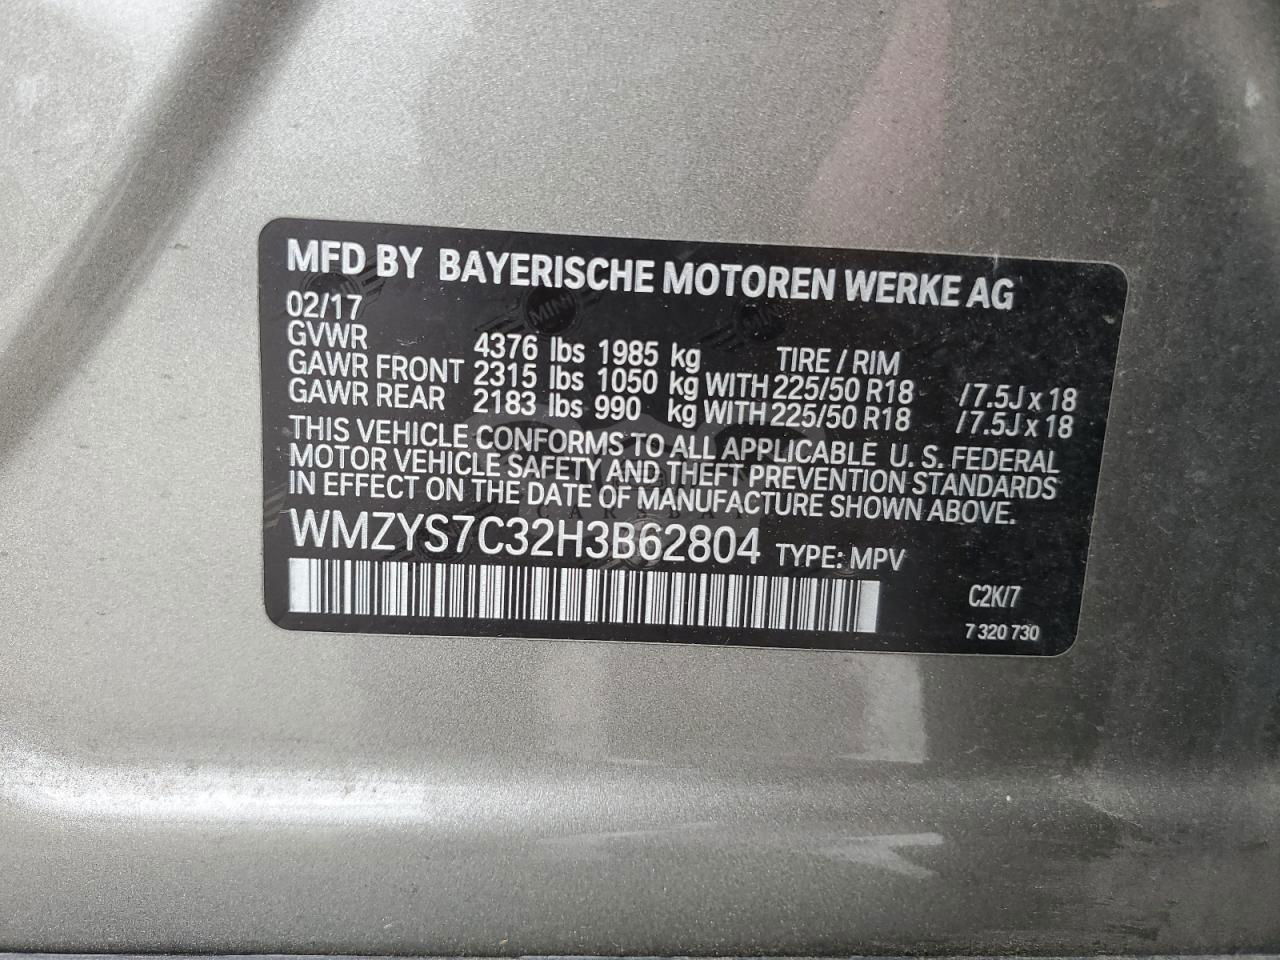 MFD BY BAYERISCHE MOTOREN WERKE AG
02/17
GVWR 4376 lbs 1985 kg TIRE / RIM
GAWR FRONT 2315 lbs 1050 kg WITH 225/50 R18 /7.5J x 18
GAWR REAR 2183 lbs 990 kg WITH 225/50 R18 /7.5J x 18
THIS VEHICLE CONFORMS TO ALL APPLICABLE U. S. FEDERAL
MOTOR VEHICLE SAFETY AND THEFT PREVENTION STANDARDS
IN EFFECT ON THE DATE OF MANUFACTURE SHOWN ABOVE.
WMZYS7C32H3B62804 TYPE: MPV
C2K/7
7 320 730
MINI
MINI